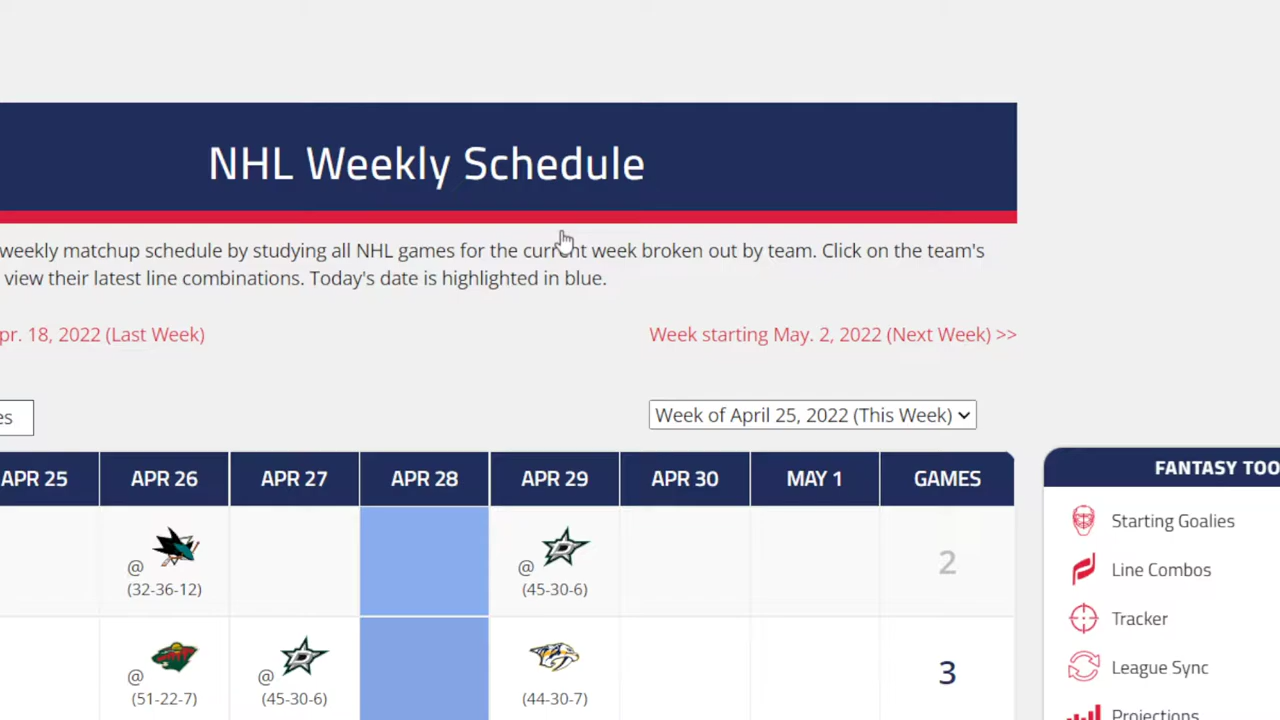 NHL Weekly Schedule
weekly matchup schedule by studying all NHL games for the current week broken out by team. Click on the team's
view their latest line combinations. Today's date is highlighted in blue.
pr. 18, 2022 (Last Week)
Week starting May. 2, 2022 (Next Week) >>
es
Week of April 25, 2022 (This Week)
APR 25
APR 26
APR 27
APR 28
APR 29
APR 30
MAY 1
GAMES
@
(32-36-12)
@
(45-30-6)
2
@
(51-22-7)
@
(45-30-6)
(44-30-7)
3
FANTASY TOO
Starting Goalies
Line Combos
Tracker
League Sync
Projections